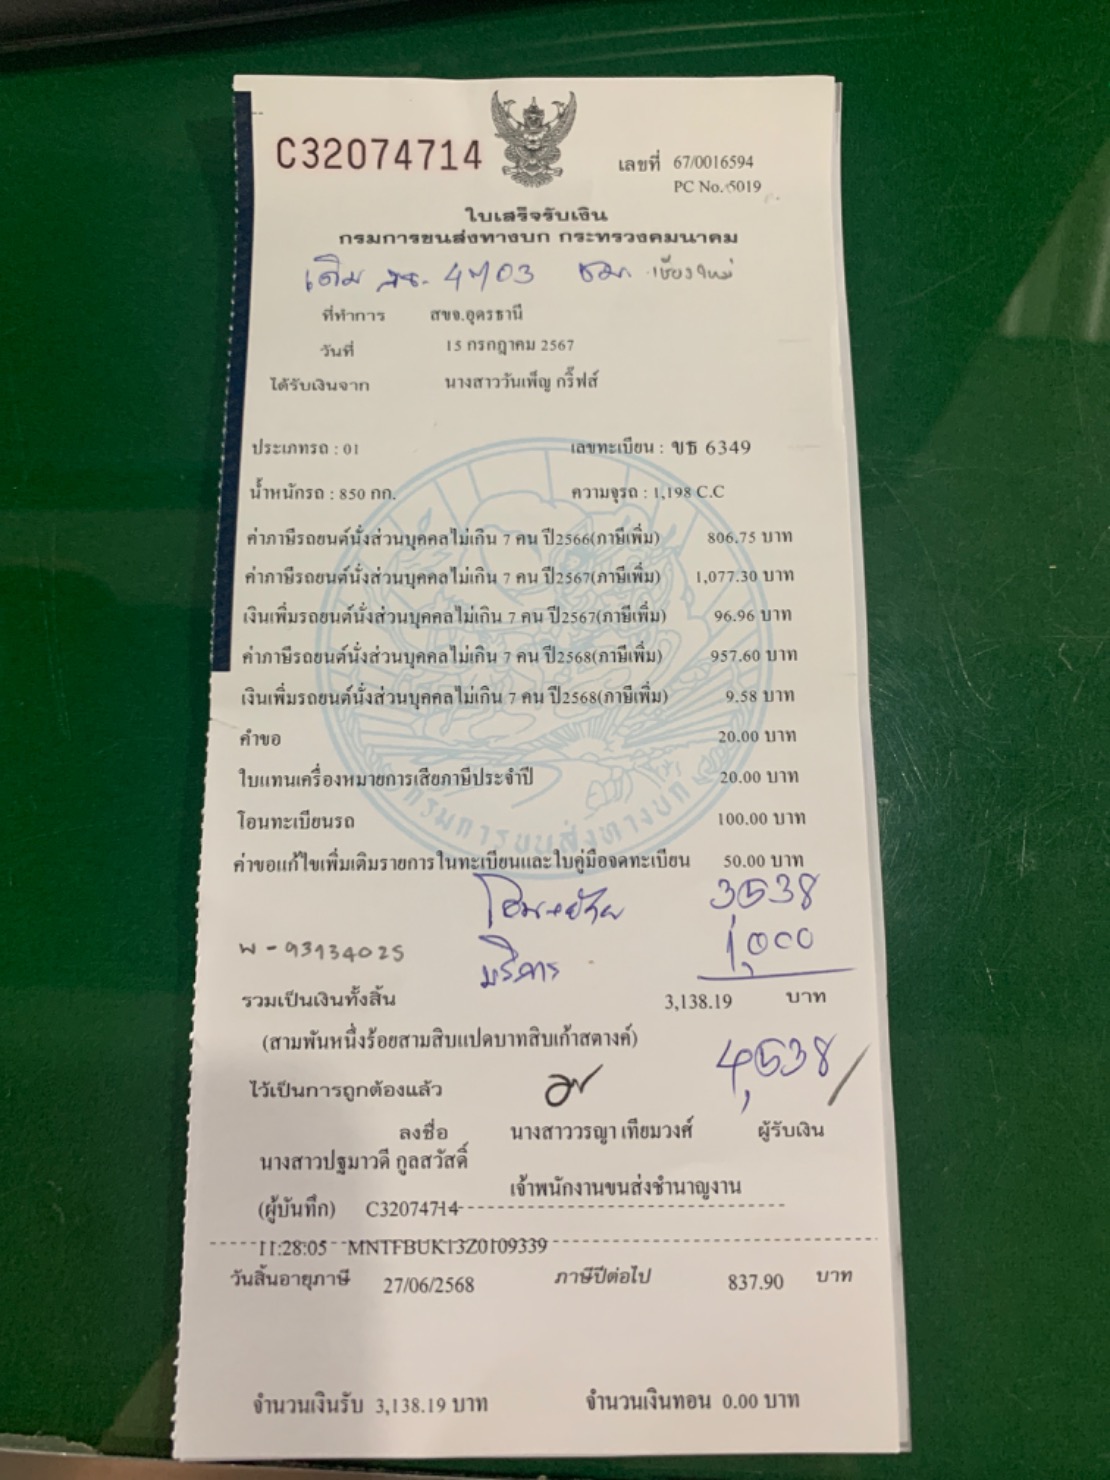 C32074714
เลขที่ 67/0016594
PC No. 5019
ใบเสร็จรับเงิน
กรมการขนส่งทางบก กระทรวงคมนาคม
เดิม 4703 เชียงใหม่
ที่ทำการ สขจ.อุดรธานี
วันที่ 15 กรกฎาคม 2567
ได้รับเงินจาก นางสาววันเพ็ญ กริ๊ฟส์
ประเภทรถ : 01 เลขทะเบียน : ขธ 6349
น้ำหนักรถ : 850 กก. ความจุรถ : 1,198 C.C
ค่าภาษีรถยนต์นั่งส่วนบุคคลไม่เกิน 7 คน ปี2566(ภาษีเพิ่ม) 806.75 บาท
ค่าภาษีรถยนต์นั่งส่วนบุคคลไม่เกิน 7 คน ปี2567(ภาษีเพิ่ม) 1,077.30 บาท
เงินเพิ่มรถยนต์นั่งส่วนบุคคลไม่เกิน 7 คน ปี2567(ภาษีเพิ่ม) 96.96 บาท
ค่าภาษีรถยนต์นั่งส่วนบุคคลไม่เกิน 7 คน ปี2568(ภาษีเพิ่ม) 957.60 บาท
เงินเพิ่มรถยนต์นั่งส่วนบุคคลไม่เกิน 7 คน ปี2568(ภาษีเพิ่ม) 9.58 บาท
คำขอ 20.00 บาท
ใบแทนเครื่องหมายการเสียภาษีประจำปี 20.00 บาท
โอนทะเบียนรถ 100.00 บาท
กรมการขนส่งทางบก
ค่าขอแก้ไขเพิ่มเติมรายการในทะเบียนและใบคู่มือจดทะเบียน 50.00 บาท
โอน+ย้าย 3,538
พ - 93134025 บริการ 1,000
รวมเป็นเงินทั้งสิ้น 3,138.19 บาท
(สามพันหนึ่งร้อยสามสิบแปดบาทสิบเก้าสตางค์)
4,538/
ไว้เป็นการถูกต้องแล้ว
ลงชื่อ นางสาววรญา เทียมวงศ์ ผู้รับเงิน
นางสาวปฐมาวดี กูลสวัสดิ์
เจ้าพนักงานขนส่งชำนาญงาน
(ผู้บันทึก) C32074714
11:28:05 MNTFBUK13Z0109339
วันสิ้นอายุภาษี 27/06/2568 ภาษีปีต่อไป 837.90 บาท
จำนวนเงินรับ 3,138.19 บาท จำนวนเงินทอน 0.00 บาท